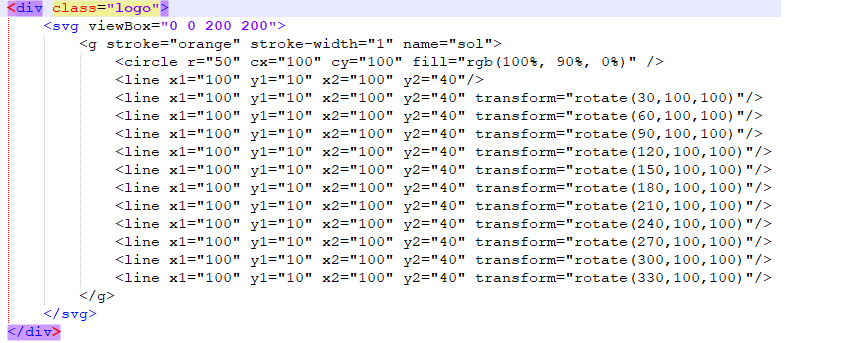 <div class="logo">
<svg viewBox="0 0 200 200">
<g stroke="orange" stroke-width="1" name="sol">
<circle r="50" cx="100" cy="100" fill="rgb(100%, 90%, 0%)" />
<line x1="100" y1="10" x2="100" y2="40"/>
<line x1="100" y1="10" x2="100" y2="40" transform="rotate(30,100,100)"/>
<line x1="100" y1="10" x2="100" y2="40" transform="rotate(60,100,100)"/>
<line x1="100" y1="10" x2="100" y2="40" transform="rotate(90,100,100)"/>
<line x1="100" y1="10" x2="100" y2="40" transform="rotate(120,100,100)"/>
<line x1="100" y1="10" x2="100" y2="40" transform="rotate(150,100,100)"/>
<line x1="100" y1="10" x2="100" y2="40" transform="rotate(180,100,100)"/>
<line x1="100" y1="10" x2="100" y2="40" transform="rotate(210,100,100)"/>
<line x1="100" y1="10" x2="100" y2="40" transform="rotate(240,100,100)"/>
<line x1="100" y1="10" x2="100" y2="40" transform="rotate(270,100,100)"/>
<line x1="100" y1="10" x2="100" y2="40" transform="rotate(300,100,100)"/>
<line x1="100" y1="10" x2="100" y2="40" transform="rotate(330,100,100)"/>
</g>
</svg>
</div>